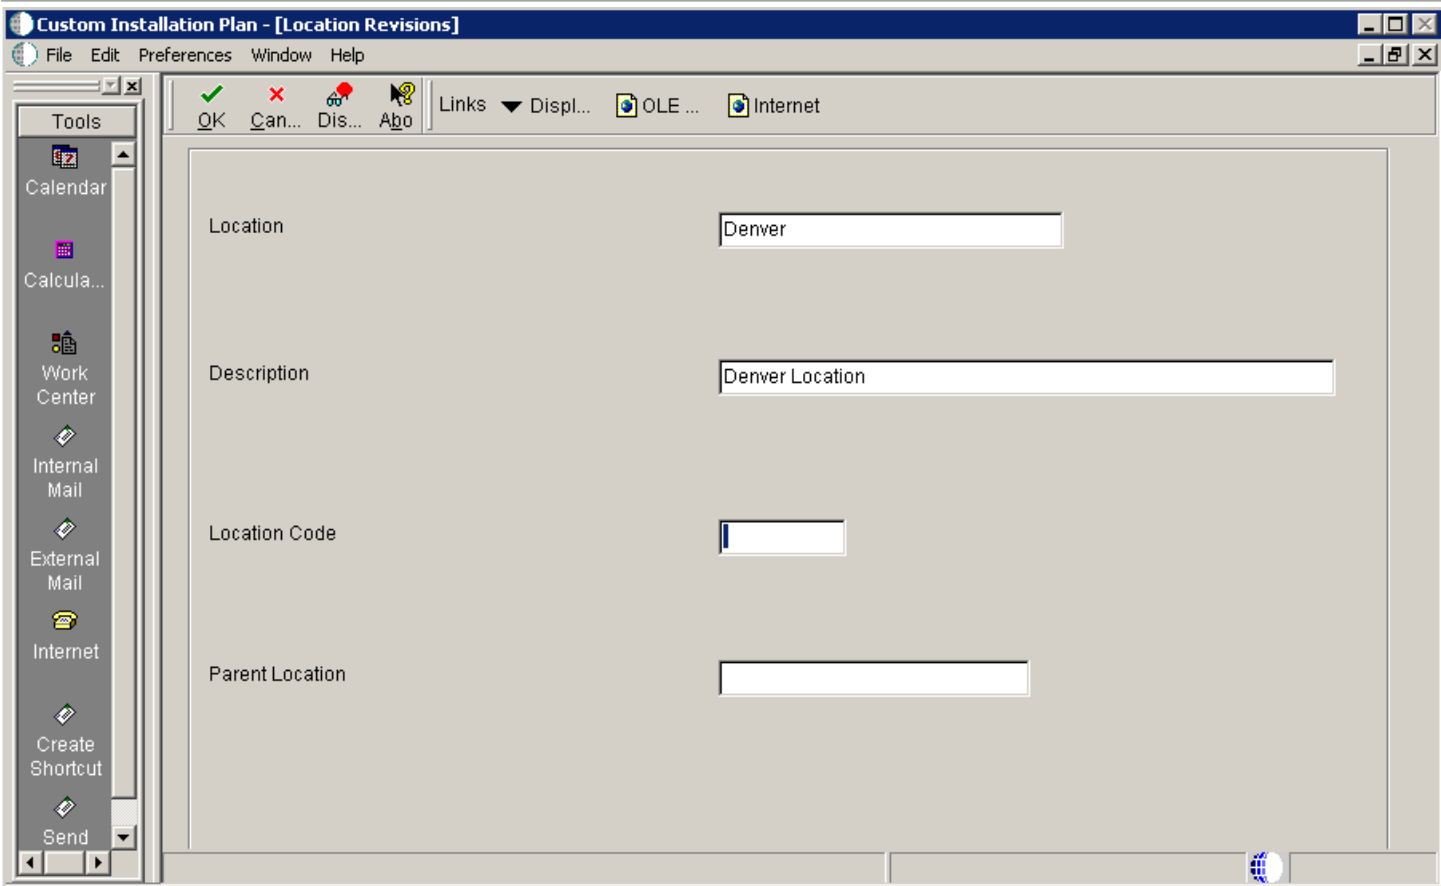 Custom Installation Plan - [Location Revisions]
File Edit Preferences Window Help
Tools
Calendar
Calcula...
Work
Center
Internal
Mail
External
Mail
Internet
Create
Shortcut
Send
OK Can... Dis... Abo Links Displ... OLE ... Internet
Location Denver
Description Denver Location
Location Code
Parent Location